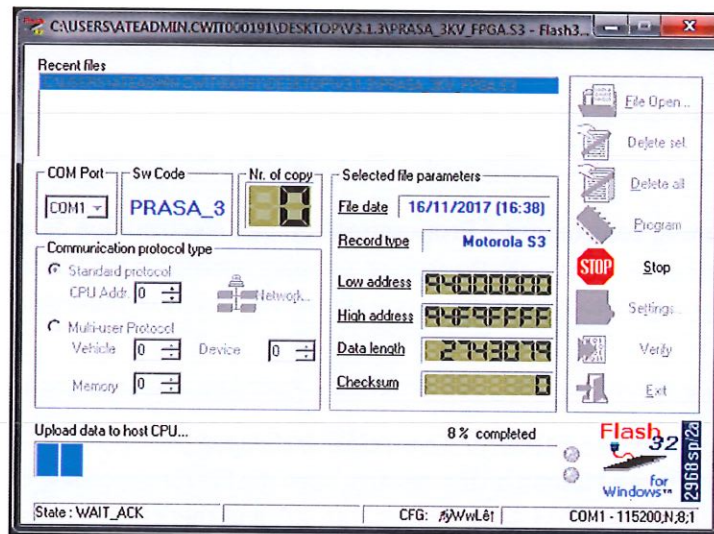 C:\USERS\ATEADMIN.CWIT000191\DESKTOP\V3.1.3\PRASA_3KV_FPGA.S3 - Flash3...
Recent files
COM Port
Sw Code
Nr. of copy
COM1
PRASA_3
0
Communication protocol type
Standard protocol
CPU Addr. 0
Network...
Multi-user Protocol
Vehicle 0
Device 0
Memory 0
Selected file parameters
File date 16/11/2017 (16:38)
Record type Motorola S3
Low address 94000000
High address 949FFFF
Data length 2743079
Checksum 0
File Open...
Delete sel.
Delete all
Program
STOP Stop
Settings...
Verify
Exit
Upload data to host CPU...
8 % completed
Flash 32
for
Windows™
2968sp/2a
State : WAIT_ACK
CFG:
COM1 - 115200,N,8,1